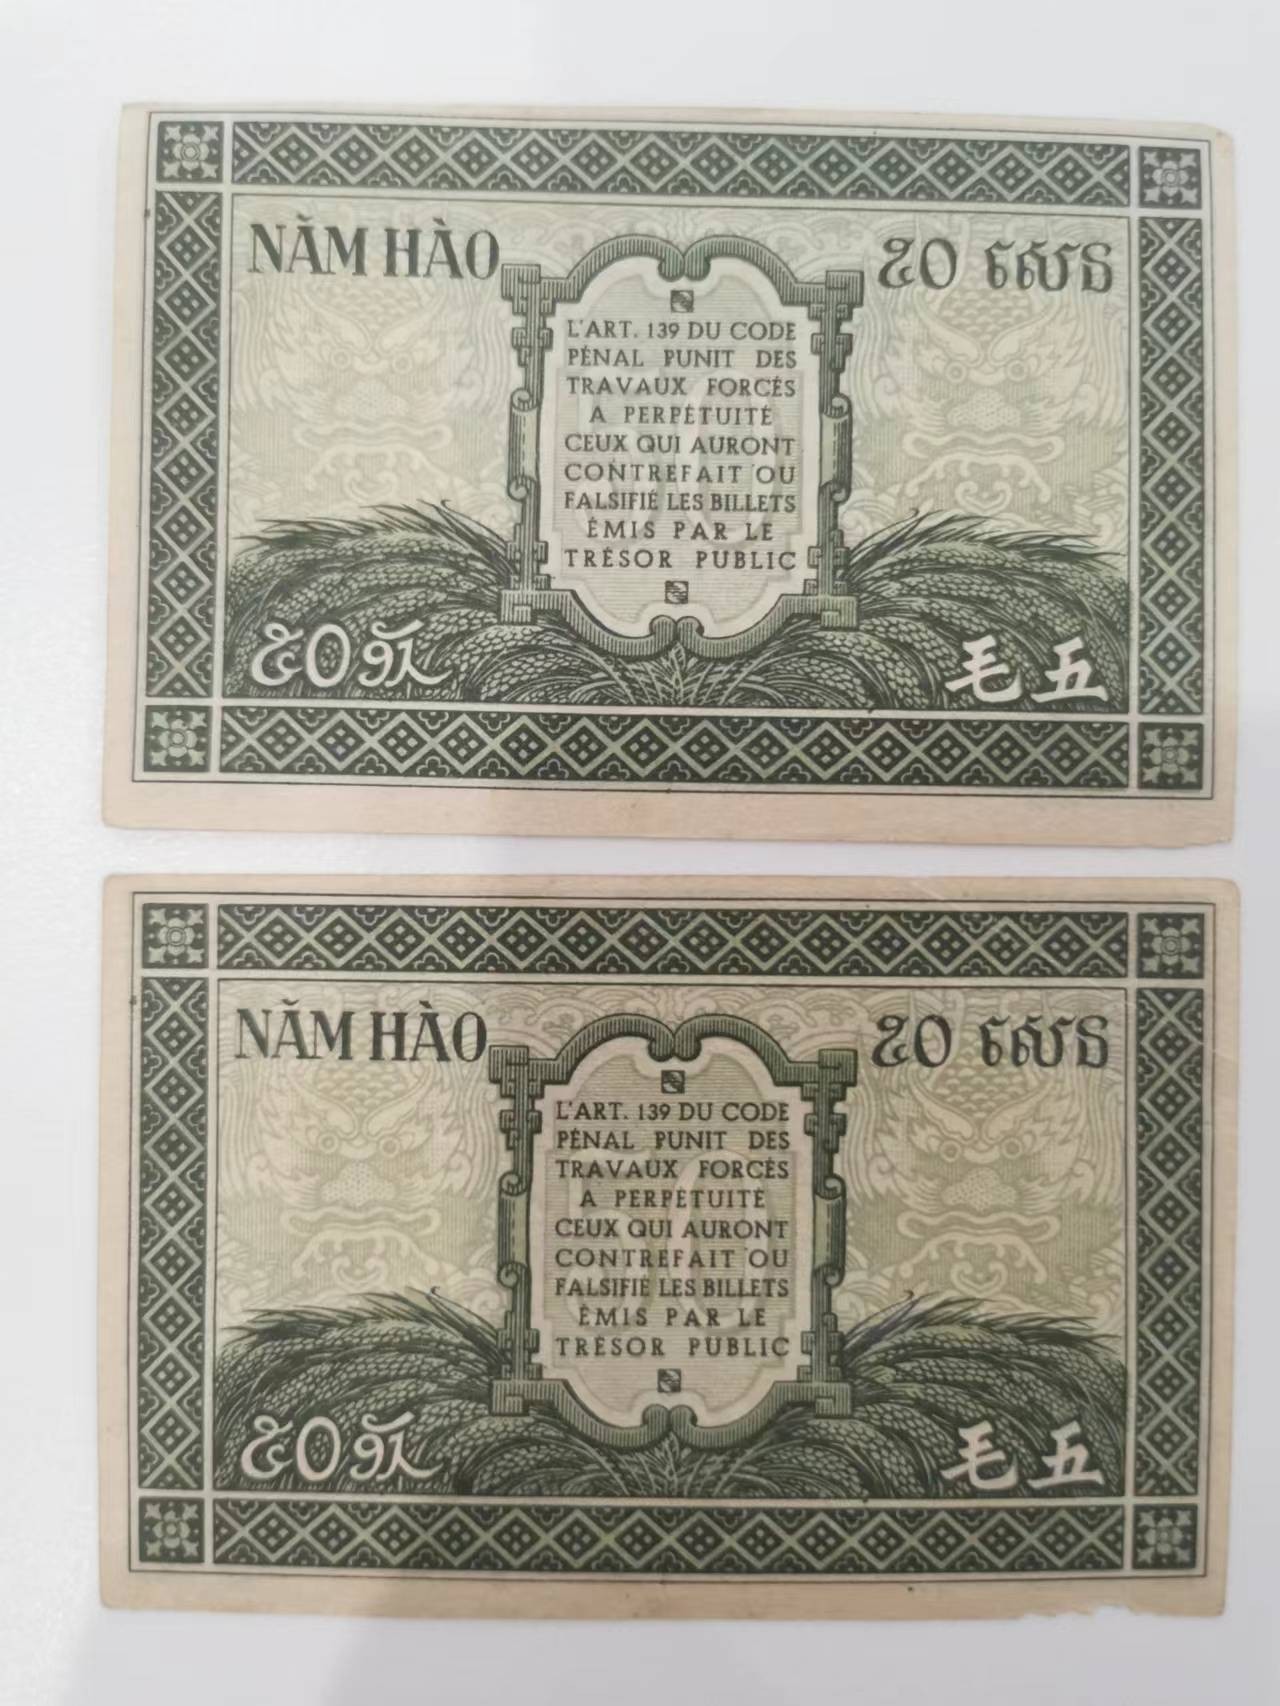 NĂM HÀO
៥០ សេន
L'ART. 139 DU CODE
PÉNAL PUNIT DES
TRAVAUX FORCÉS
A PERPÉTUITÉ
CEUX QUI AURONT
CONTREFAIT OU
FALSIFIÉ LES BILLETS
ÉMIS PAR LE
TRÉSOR PUBLIC
毛五
NĂM HÀO
៥០ សេន
L'ART. 139 DU CODE
PÉNAL PUNIT DES
TRAVAUX FORCÉS
A PERPÉTUITÉ
CEUX QUI AURONT
CONTREFAIT OU
FALSIFIÉ LES BILLETS
ÉMIS PAR LE
TRÉSOR PUBLIC
毛五